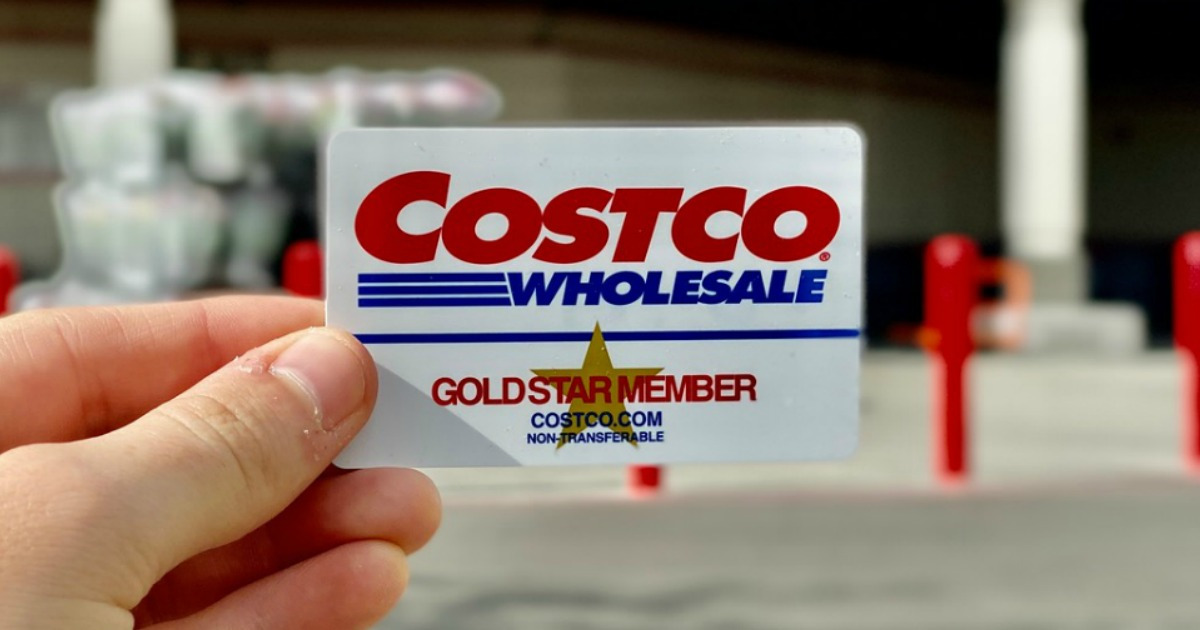 COSTCO®
WHOLESALE
GOLD STAR MEMBER
COSTCO.COM
NON-TRANSFERABLE